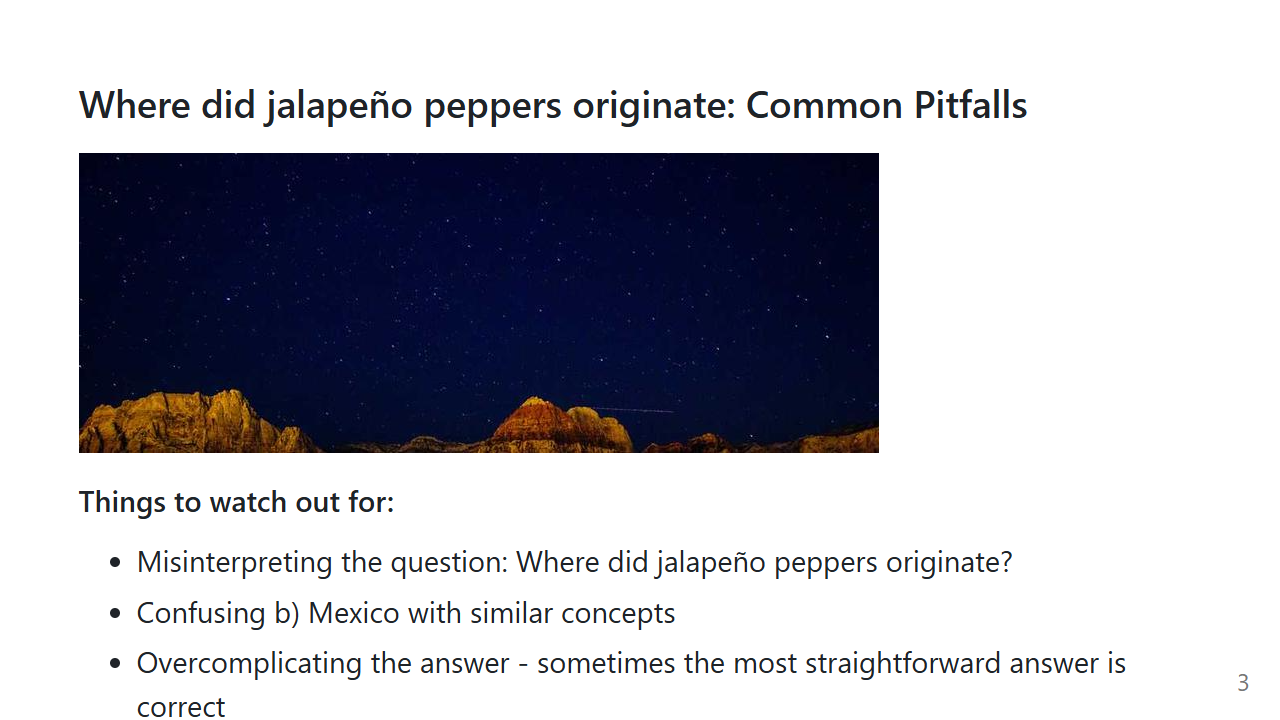 Where did jalapeño peppers originate: Common Pitfalls
Things to watch out for:
Misinterpreting the question: Where did jalapeño peppers originate?
Confusing b) Mexico with similar concepts
Overcomplicating the answer - sometimes the most straightforward answer is
correct
3